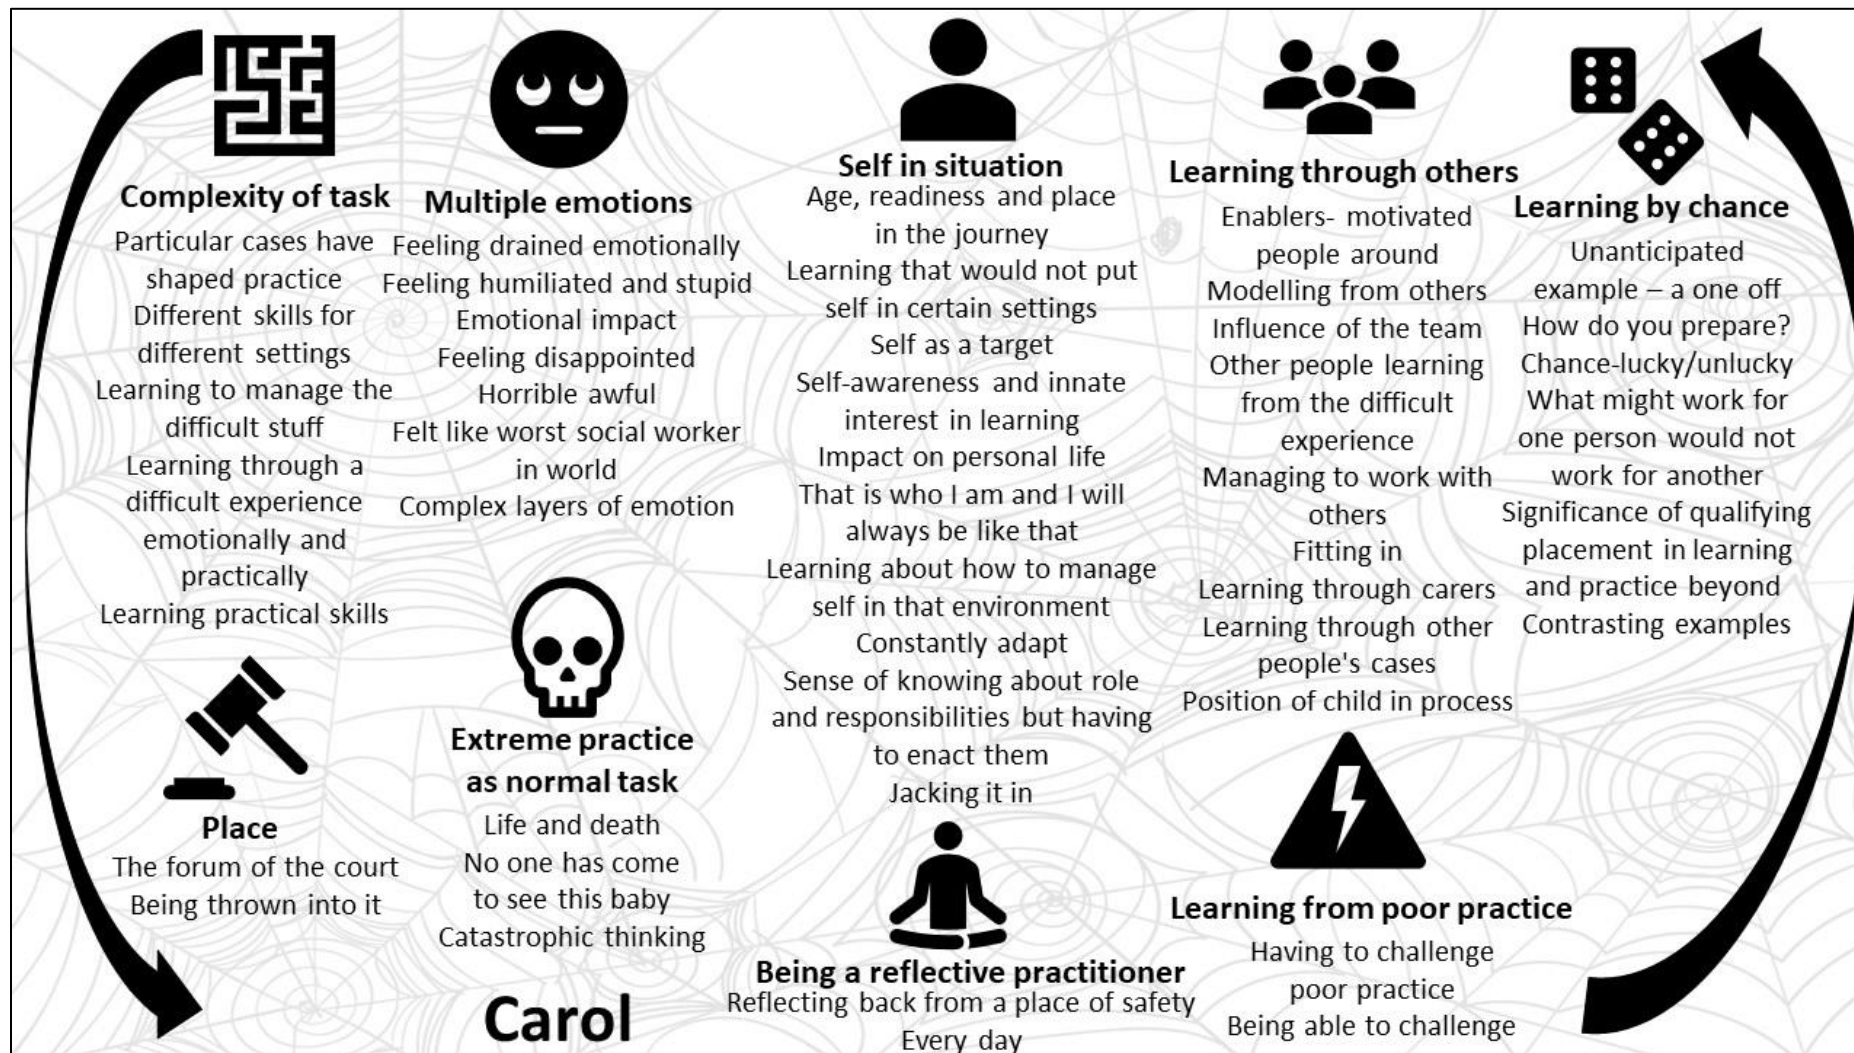 Complexity of task
Particular cases have
shaped practice
Different skills for
different settings
Learning to manage the
difficult stuff
Learning through a
difficult experience
emotionally and
practically
Learning practical skills
Multiple emotions
Feeling drained emotionally
Feeling humiliated and stupid
Emotional impact
Feeling disappointed
Horrible awful
Felt like worst social worker
in world
Complex layers of emotion
Self in situation
Age, readiness and place
in the journey
Learning that would not put
self in certain settings
Self as a target
Self-awareness and innate
interest in learning
Impact on personal life
That is who I am and I will
always be like that
Learning about how to manage
self in that environment
Constantly adapt
Sense of knowing about role
and responsibilities but having
to enact them
Jacking it in
Learning through others
Enablers- motivated
people around
Modelling from others
Influence of the team
Other people learning
from the difficult
experience
Managing to work with
others
Fitting in
Learning through carers
Learning through other
people's cases
Position of child in process
Learning by chance
Unanticipated
example – a one off
How do you prepare?
Chance-lucky/unlucky
What might work for
one person would not
work for another
Significance of qualifying
placement in learning
and practice beyond
Contrasting examples
Place
The forum of the court
Being thrown into it
Extreme practice
as normal task
Life and death
No one has come
to see this baby
Catastrophic thinking
Being a reflective practitioner
Reflecting back from a place of safety
Every day
Learning from poor practice
Having to challenge
poor practice
Being able to challenge
Carol